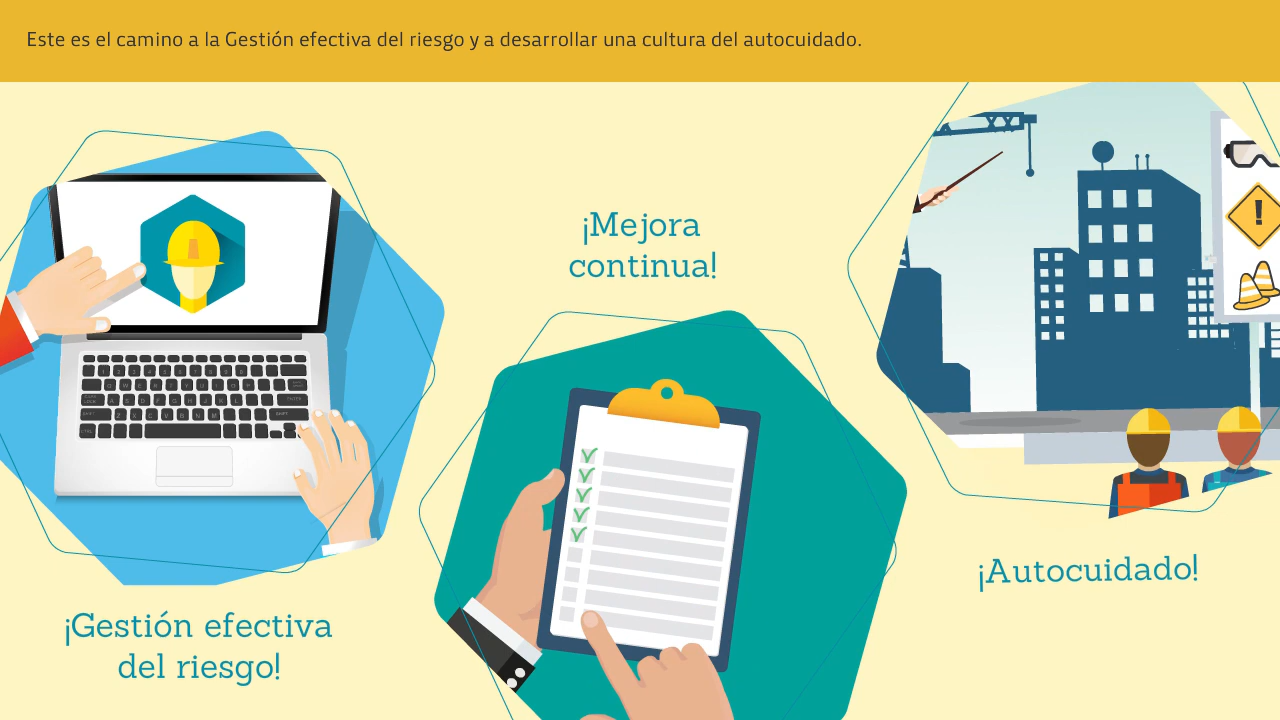 Este es el camino a la Gestión efectiva del riesgo y a desarrollar una cultura del autocuidado.
¡Gestión efectiva
del riesgo!
¡Mejora
continua!
¡Autocuidado!